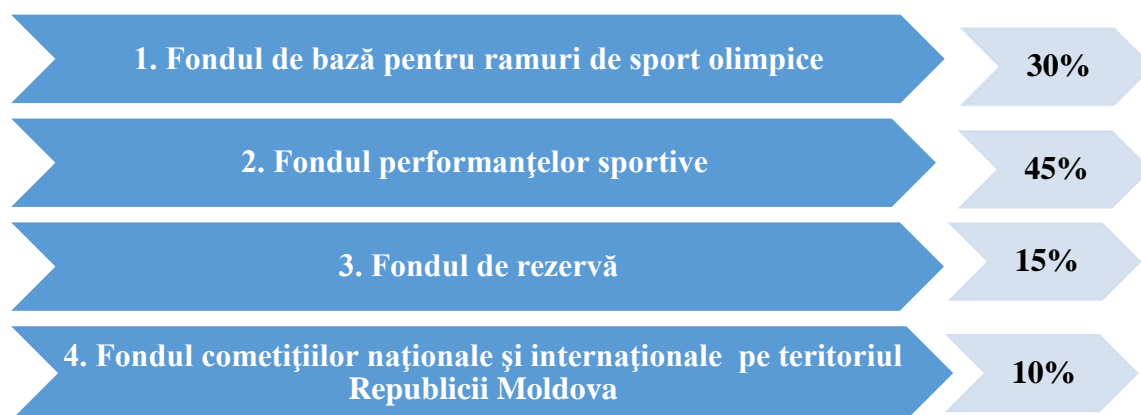 1. Fondul de bază pentru ramuri de sport olimpice
30%
2. Fondul performanţelor sportive
45%
3. Fondul de rezervă
15%
4. Fondul cometiţiilor naţionale şi internaţionale pe teritoriul
Republicii Moldova
10%